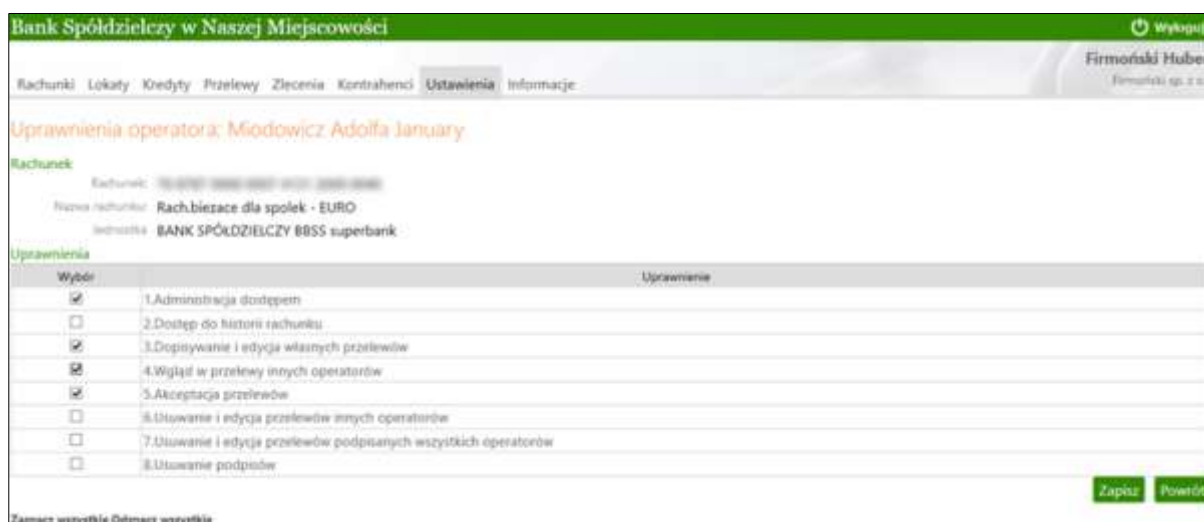 Bank Spółdzielczy w Naszej Miejscowości
Wyloguj
Firmoński Huber
Firmoński sp. z o
Rachunki Lokaty Kredyty Przelewy Zlecenia Kontrahenci Ustawienia Informacje
Uprawnienia operatora: Miodowicz Adolfa January
Rachunek
Rachunek:
Nazwa rachunku: Rach.biezace dla spolek - EURO
Jednostka BANK SPÓŁDZIELCZY BBSS superbank
Uprawnienia
Wybór Uprawnienie
1.Administracja dostępem
2.Dostęp do historii rachunku
3.Dopisywanie i edycja własnych przelewów
4.Wgląd w przelewy innych operatorów
5.Akceptacja przelewów
6.Usuwanie i edycja przelewów innych operatorów
7.Usuwanie i edycja przelewów podpisanych wszystkich operatorów
8.Usuwanie podpisów
Zapisz Powrót
Zaznacz wszystkie Odznacz wszystkie